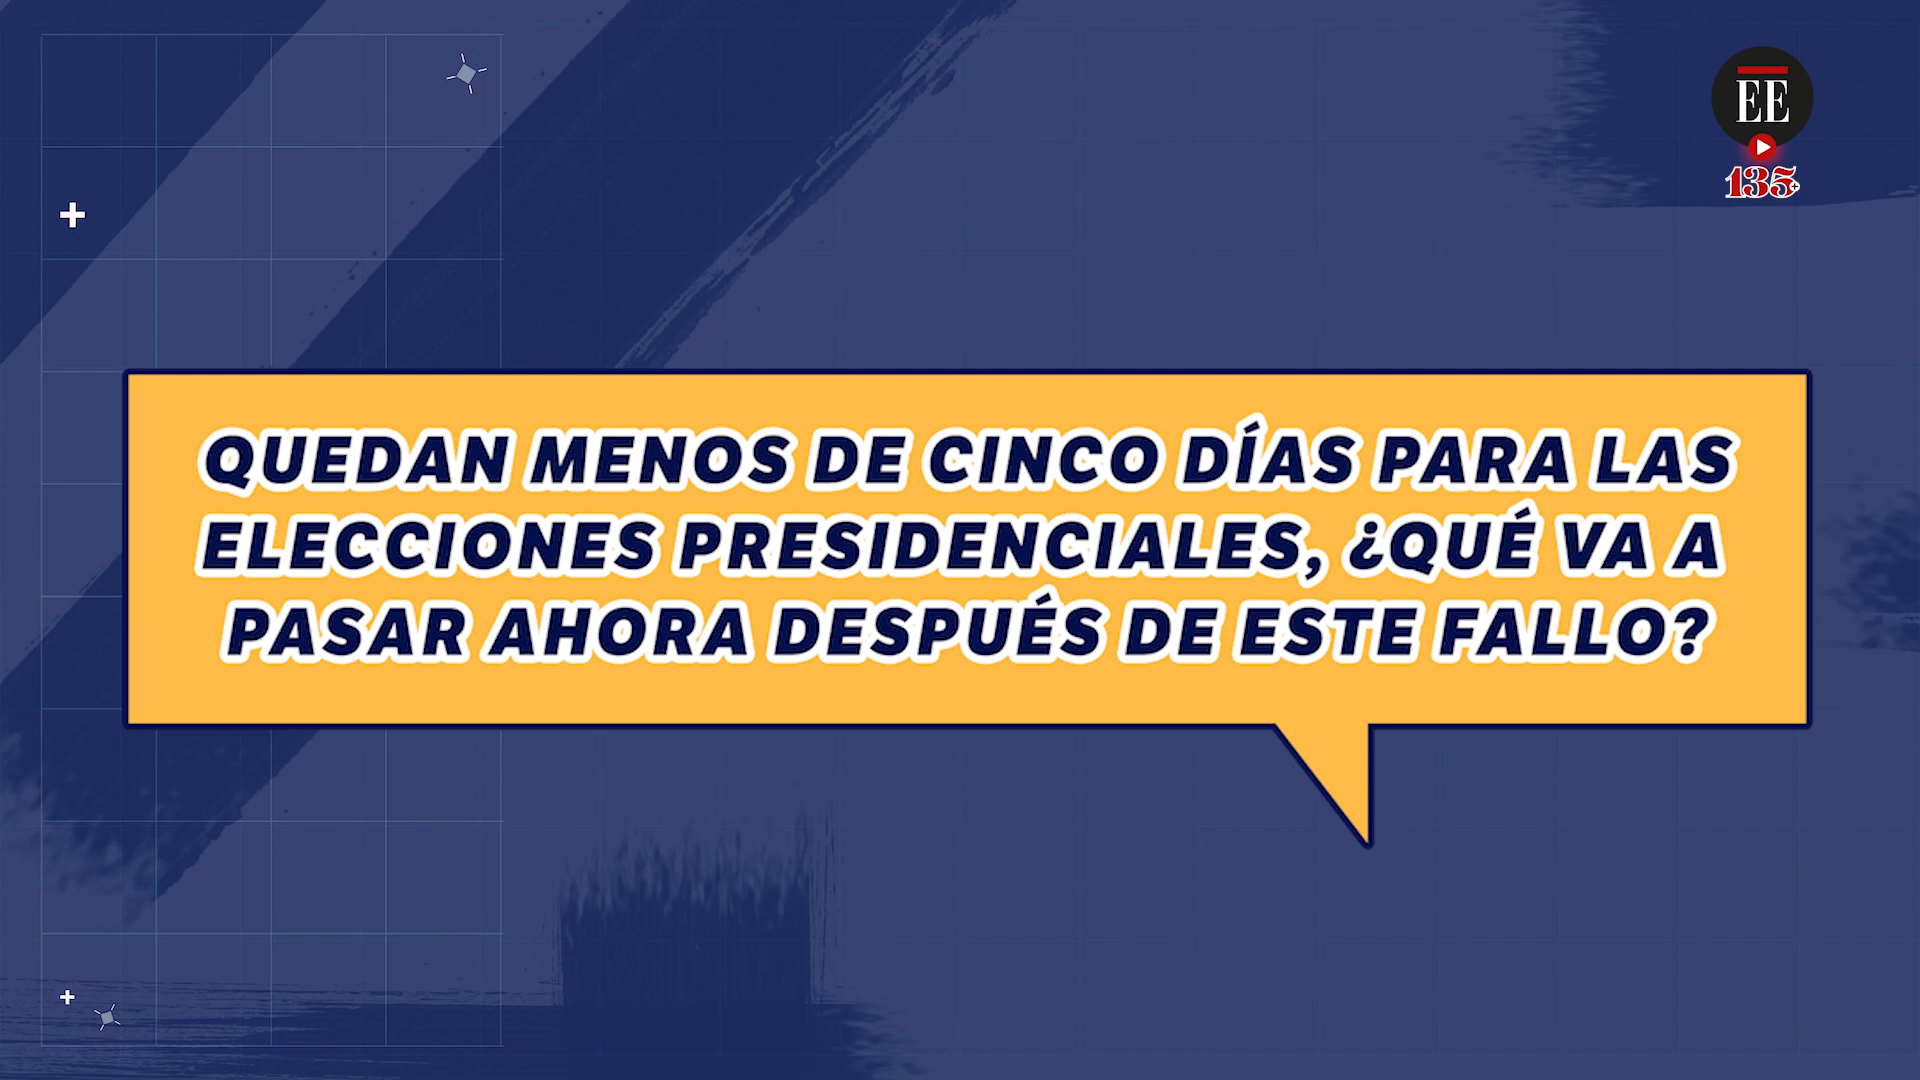 EE
135+
QUEDAN MENOS DE CINCO DÍAS PARA LAS
ELECCIONES PRESIDENCIALES, ¿QUÉ VA A
PASAR AHORA DESPUÉS DE ESTE FALLO?